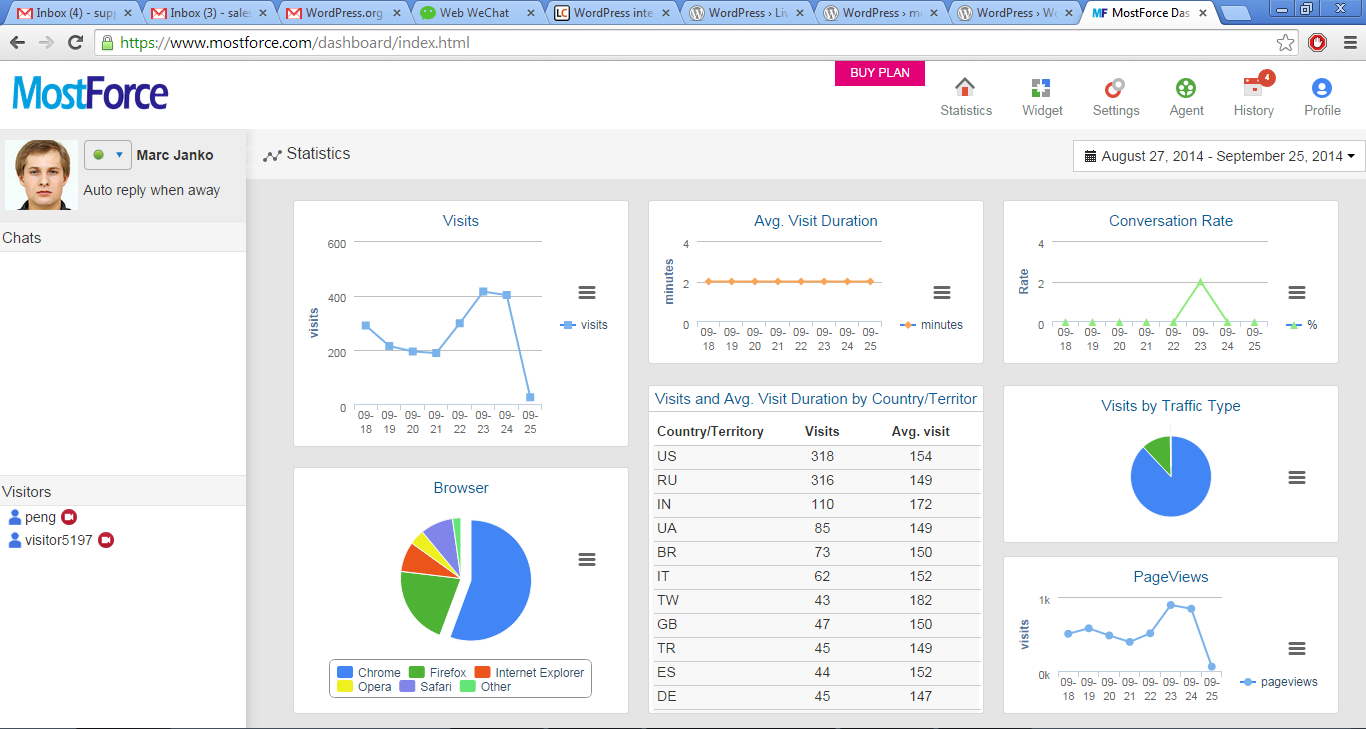 Inbox (4) - supp
Inbox (3) - sales
WordPress.org
Web WeChat
LC WordPress inte
WordPress › Liv
WordPress › me
WordPress › Wo
MF MostForce Das
https://www.mostforce.com/dashboard/index.html
MostForce
BUY PLAN
Statistics
Widget
Settings
Agent
4
History
Profile
Marc Janko
Auto reply when away
Chats
Visitors
peng
visitor5197
Statistics
August 27, 2014 - September 25, 2014
Visits
600
400
200
0
visits
09-18 09-19 09-20 09-21 09-22 09-23 09-24 09-25
visits
Avg. Visit Duration
4
2
0
minutes
09-18 09-19 09-20 09-21 09-22 09-23 09-24 09-25
minutes
Conversation Rate
4
2
0
Rate
09-18 09-19 09-20 09-21 09-22 09-23 09-24 09-25
%
Browser
Chrome Firefox Internet Explorer
Opera Safari Other
Visits and Avg. Visit Duration by Country/Territor
Country/Territory Visits Avg. visit
US 318 154
RU 316 149
IN 110 172
UA 85 149
BR 73 150
IT 62 152
TW 43 182
GB 47 150
TR 45 149
ES 44 152
DE 45 147
Visits by Traffic Type
PageViews
1k
0k
visits
09-18 09-19 09-20 09-21 09-22 09-23 09-24 09-25
pageviews